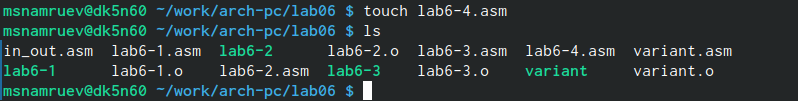 msnamruev@dk5n60 ~/work/arch-pc/lab06 $ touch lab6-4.asm
msnamruev@dk5n60 ~/work/arch-pc/lab06 $ ls
in_out.asm lab6-1.asm lab6-2 lab6-2.o lab6-3.asm lab6-4.asm variant.asm
lab6-1 lab6-1.o lab6-2.asm lab6-3 lab6-3.o variant variant.o
msnamruev@dk5n60 ~/work/arch-pc/lab06 $